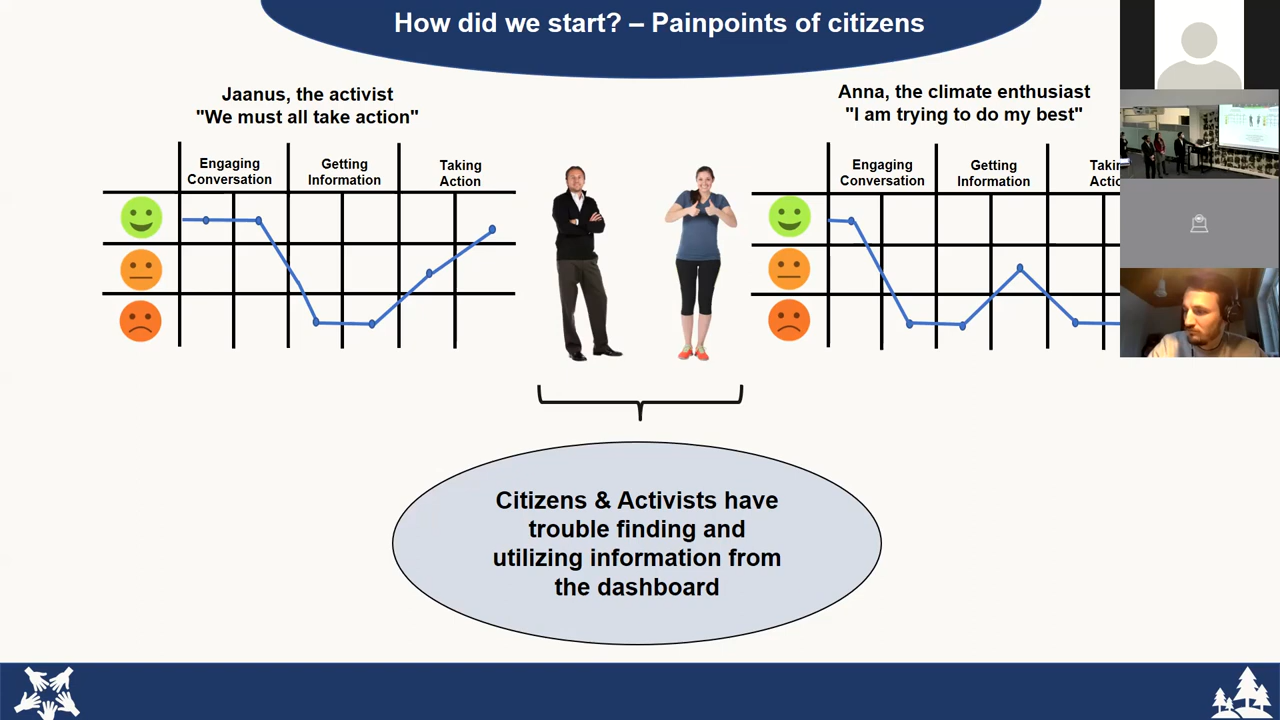 How did we start? – Painpoints of citizens
Jaanus, the activist
"We must all take action"
Engaging
Conversation
Getting
Information
Taking
Action
Anna, the climate enthusiast
"I am trying to do my best"
Engaging
Conversation
Getting
Information
Takin
Actio
Citizens & Activists have
trouble finding and
utilizing information from
the dashboard